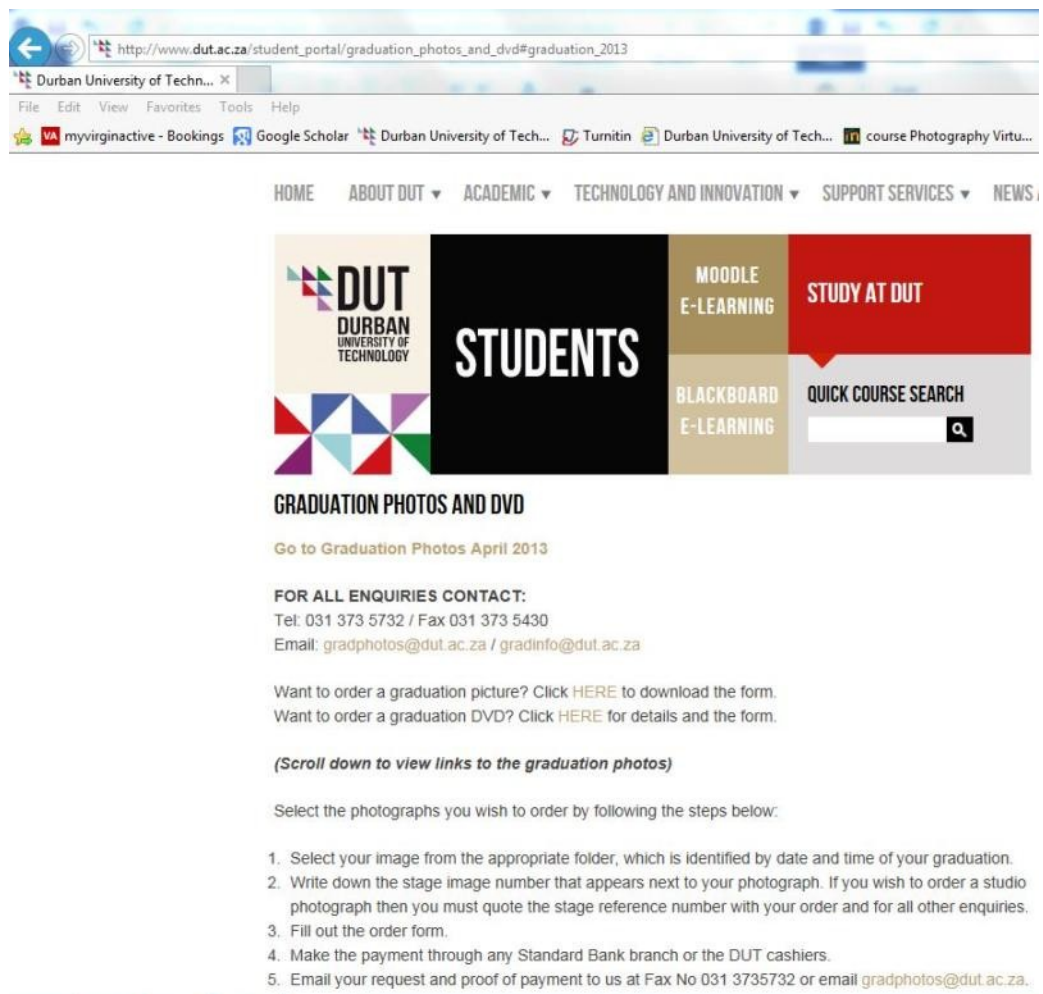 http://www.dut.ac.za/student_portal/graduation_photos_and_dvd#graduation_2013
Durban University of Techn... ×
File Edit View Favorites Tools Help
VA myvirginactive - Bookings Google Scholar Durban University of Tech... Turnitin Durban University of Tech... in course Photography Virtu...
HOME ABOUT DUT ▼ ACADEMIC ▼ TECHNOLOGY AND INNOVATION ▼ SUPPORT SERVICES ▼ NEWS
DUT
DURBAN
UNIVERSITY OF
TECHNOLOGY
STUDENTS
MOODLE
E-LEARNING
BLACKBOARD
E-LEARNING
STUDY AT DUT
QUICK COURSE SEARCH
GRADUATION PHOTOS AND DVD
Go to Graduation Photos April 2013
FOR ALL ENQUIRIES CONTACT:
Tel: 031 373 5732 / Fax 031 373 5430
Email: gradphotos@dut.ac.za / gradinfo@dut.ac.za
Want to order a graduation picture? Click HERE to download the form.
Want to order a graduation DVD? Click HERE for details and the form.
(Scroll down to view links to the graduation photos)
Select the photographs you wish to order by following the steps below:
1. Select your image from the appropriate folder, which is identified by date and time of your graduation.
2. Write down the stage image number that appears next to your photograph. If you wish to order a studio
photograph then you must quote the stage reference number with your order and for all other enquiries.
3. Fill out the order form.
4. Make the payment through any Standard Bank branch or the DUT cashiers.
5. Email your request and proof of payment to us at Fax No 031 3735732 or email gradphotos@dut.ac.za.